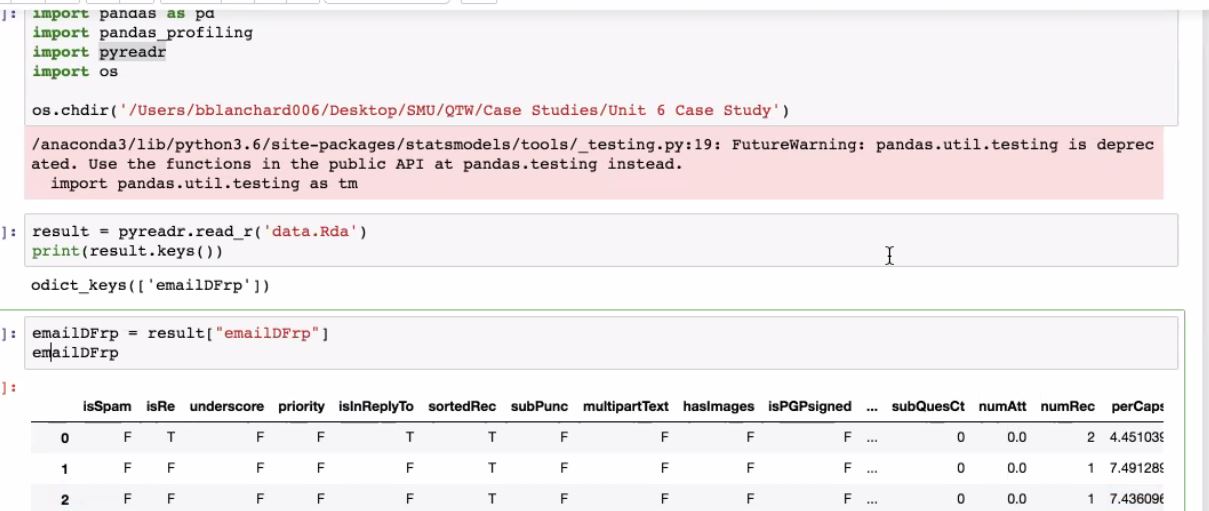 ]: import pandas as pd
import pandas_profiling
import pyreadr
import os
os.chdir('/Users/bblanchard006/Desktop/SMU/QTW/Case Studies/Unit 6 Case Study')
/anaconda3/lib/python3.6/site-packages/statsmodels/tools/_testing.py:19: FutureWarning: pandas.util.testing is deprec
ated. Use the functions in the public API at pandas.testing instead.
import pandas.util.testing as tm
]: result = pyreadr.read_r('data.Rda')
print(result.keys())
odict_keys(['emailDFrp'])
]: emailDFrp = result["emailDFrp"]
emailDFrp
]:
isSpam isRe underscore priority isInReplyTo sortedRec subPunc multipartText hasImages isPGPsigned ... subQuesCt numAtt numRec perCaps
0 F T F F T T F F F F ... 0 0.0 2 4.451039
1 F F F F F T F F F F ... 0 0.0 1 7.491289
2 F F F F F T F F F F ... 0 0.0 1 7.436096